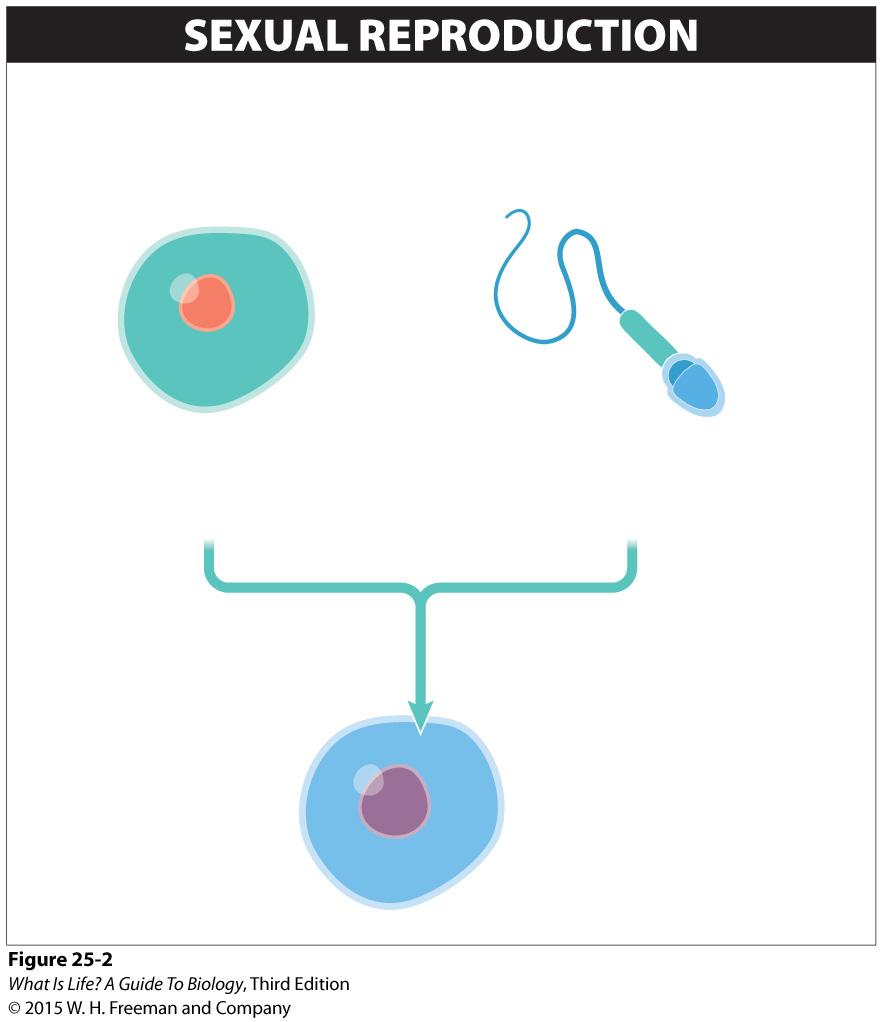 SEXUAL REPRODUCTION
Figure 25-2
What Is Life? A Guide To Biology, Third Edition
© 2015 W. H. Freeman and Company